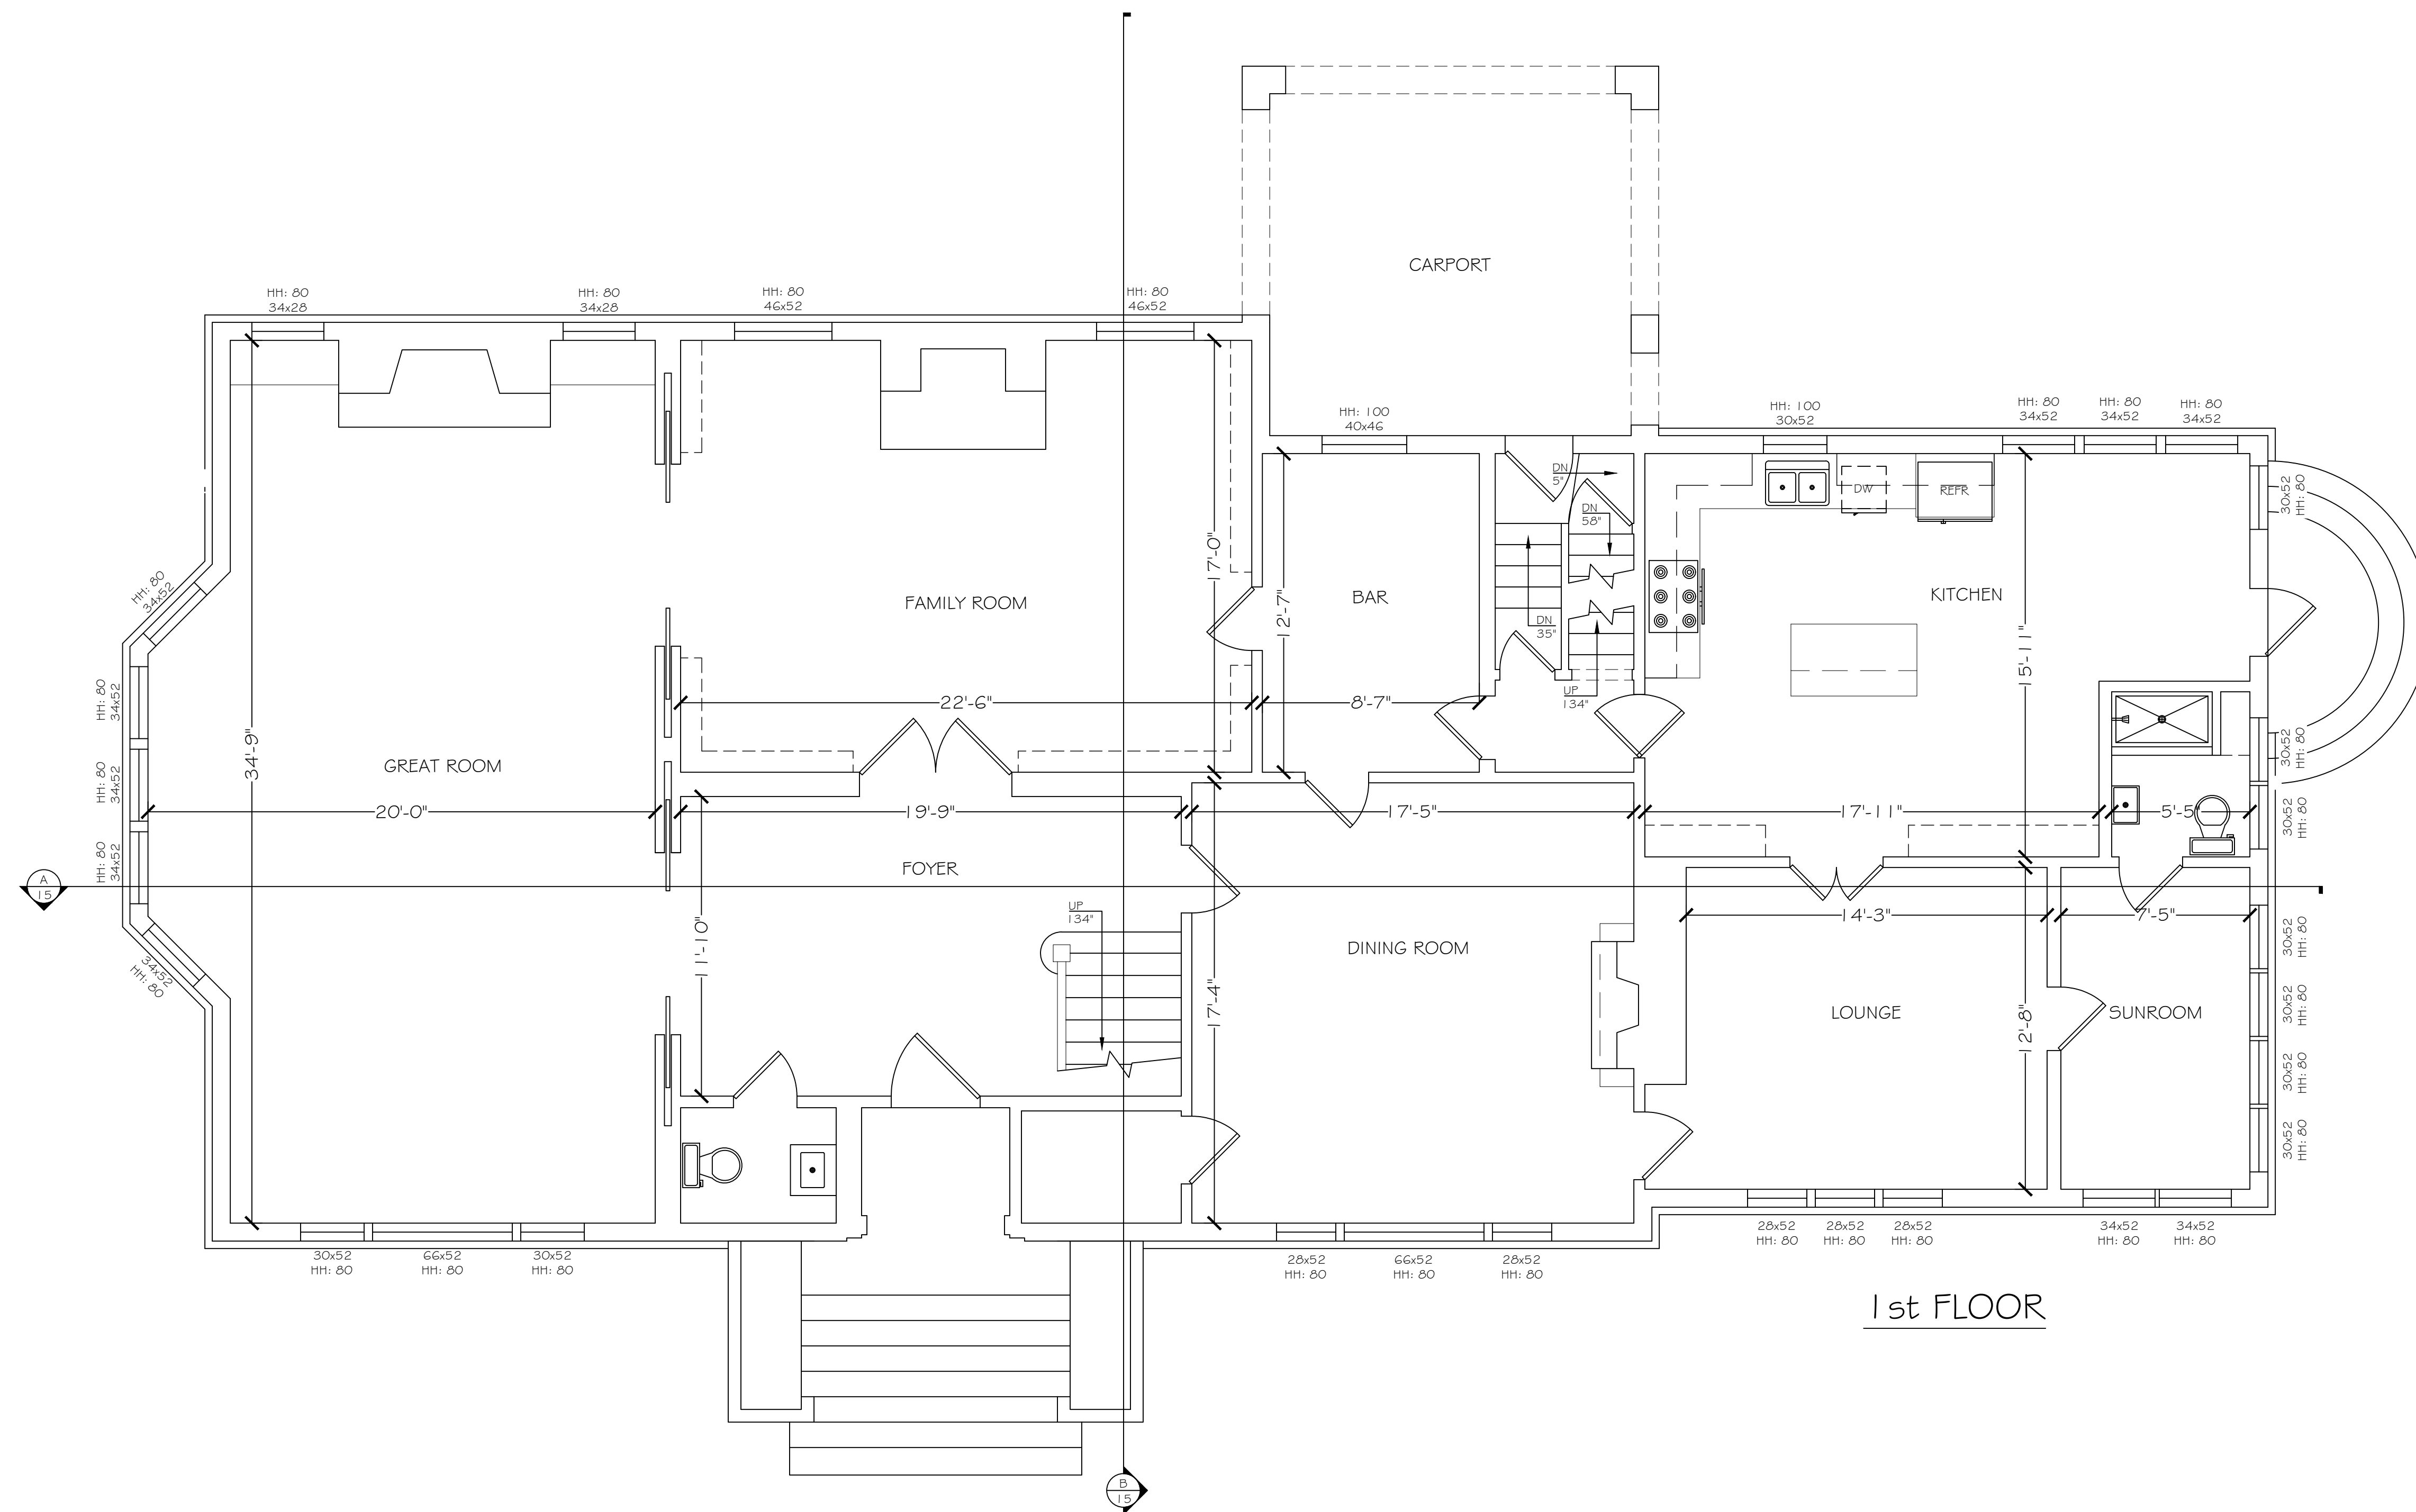 HH: 80
34x28
HH: 80
34x28
HH: 80
46x52
HH: 80
46x52
CARPORT
HH: 100
40x46
HH: 100
30x52
HH: 80
34x52
HH: 80
34x52
HH: 80
34x52
DN
5"
DN
58"
DW
REFR
30x52
HH: 80
HH: 80
34x52
FAMILY ROOM
17'-0"
12'-7"
BAR
DN
35"
KITCHEN
15'-11"
HH: 80
34x52
34'-9"
22'-6"
8'-7"
UP
134"
GREAT ROOM
30x52
HH: 80
HH: 80
34x52
20'-0"
19'-9"
17'-5"
17'-11"
5'-5"
30x52
HH: 80
HH: 80
34x52
FOYER
A
15
UP
134"
11'-10"
DINING ROOM
14'-3"
7'-5"
30x52
HH: 80
34x52
HH: 80
17'-4"
LOUNGE
12'-8"
SUNROOM
30x52
HH: 80
30x52
HH: 80
30x52
HH: 80
30x52
HH: 80
66x52
HH: 80
30x52
HH: 80
28x52
HH: 80
66x52
HH: 80
28x52
HH: 80
28x52
HH: 80
28x52
HH: 80
28x52
HH: 80
34x52
HH: 80
34x52
HH: 80
1st FLOOR
B
15